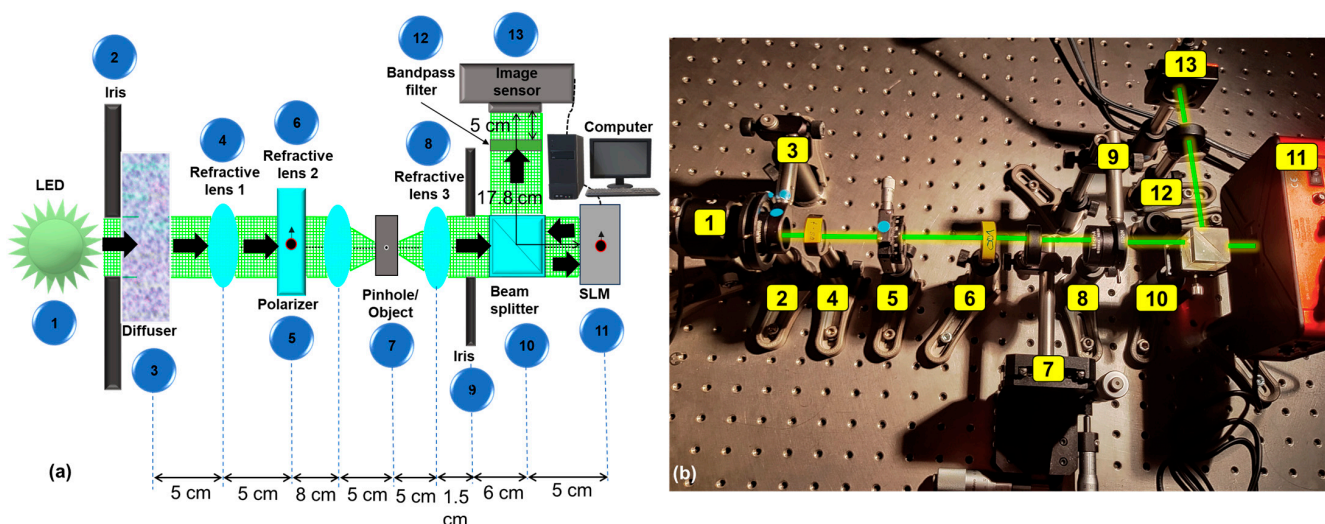 2
Iris
LED
1
Diffuser
3
4
Refractive
lens 1
6
Refractive
lens 2
Polarizer
5
Pinhole/
Object
7
8
Refractive
lens 3
Iris
9
12
Bandpass
filter
13
Image
sensor
5 cm
17.8 cm
Computer
Beam
splitter
10
SLM
11
(a)
5 cm
5 cm
8 cm
5 cm
5 cm
1.5
cm
6 cm
5 cm
1
2
3
4
5
6
7
8
9
10
11
12
13
(b)